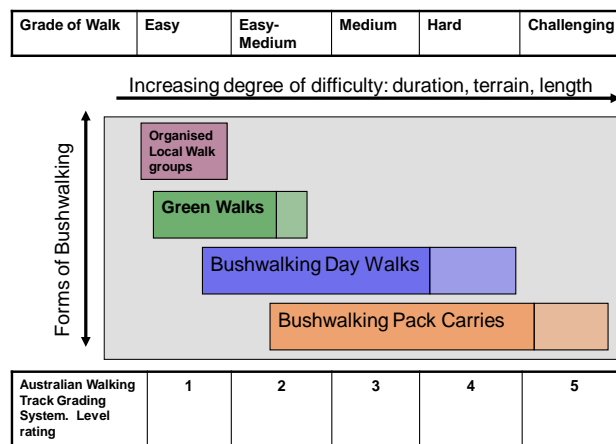 Grade of Walk Easy Easy- Medium Hard Challenging
Medium
Increasing degree of difficulty: duration, terrain, length
Forms of Bushwalking
Organised
Local Walk
groups
Green Walks
Bushwalking Day Walks
Bushwalking Pack Carries
Australian Walking 1 2 3 4 5
Track Grading
System. Level
rating